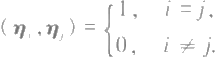 (η_i, η_j) = { 1, i = j,
0, i ≠ j.